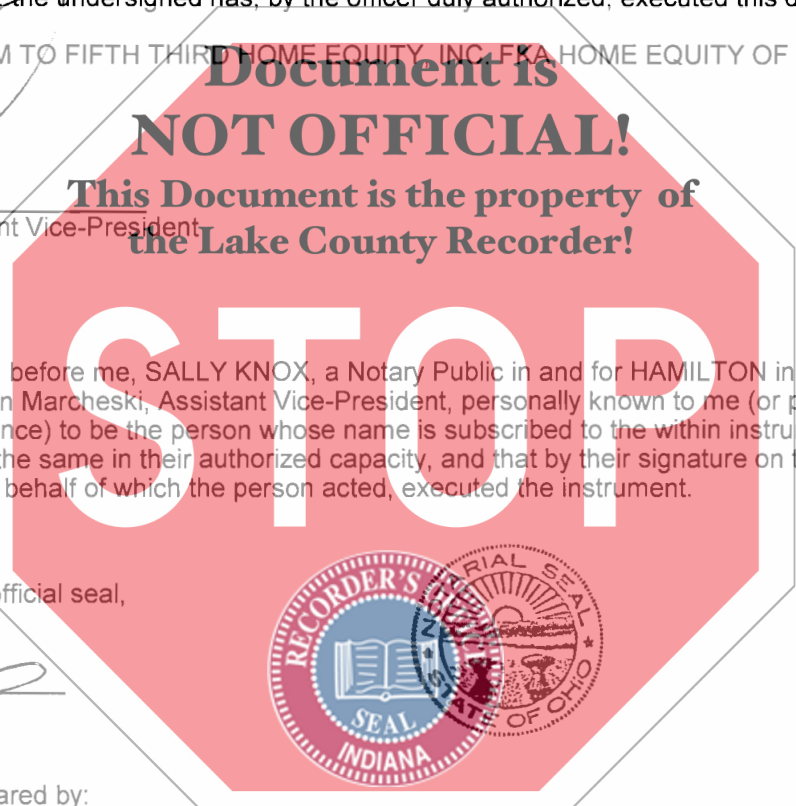 the undersigned has, by the officer duly authorized, executed this
M TO FIFTH THIRD HOME EQUITY, INC. FKA HOME EQUITY OF
Document is
NOT OFFICIAL!
This Document is the property of
the Lake County Recorder!
nt Vice-President
STOP
before me, SALLY KNOX, a Notary Public in and for HAMILTON in
n Marcheski, Assistant Vice-President, personally known to me (or p
nce) to be the person whose name is subscribed to the within instru
the same in their authorized capacity, and that by their signature on t
behalf of which the person acted, executed the instrument.
official seal,
RECORDER'S OFFICE
SEAL
INDIANA
RIAL SEAL
STATE OF OHIO
ared by: